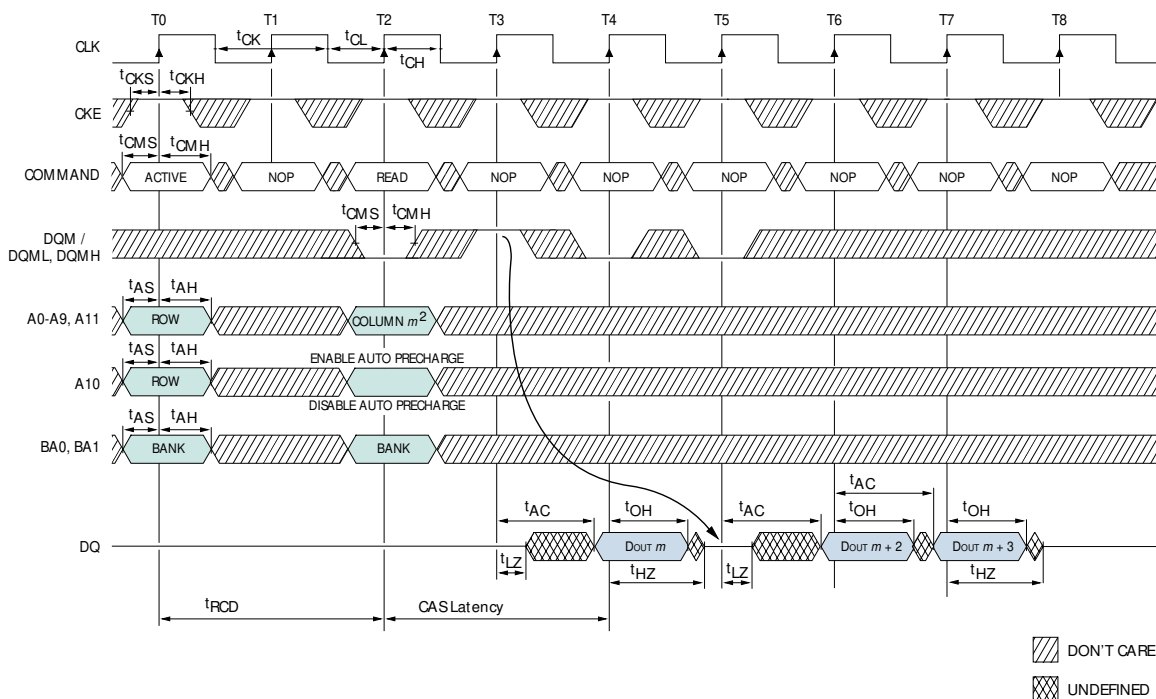 T0 T1 T2 T3 T4 T5 T6 T7 T8
CLK
tCK tCL
tCH
tCKS tCKH
CKE
tCMS tCMH
COMMAND ACTIVE NOP READ NOP NOP NOP NOP NOP NOP
tCMS tCMH
DQM /
DQML, DQMH
tAS tAH
A0-A9, A11 ROW COLUMN m2
tAS tAH ENABLE AUTO PRECHARGE
A10 ROW
DISABLE AUTO PRECHARGE
tAS tAH
BA0, BA1 BANK BANK
tAC
tAC tOH tAC tOH tOH
DQ DOUT m DOUT m + 2 DOUT m + 3
tLZ tHZ tLZ tHZ
tRCD CAS Latency
DON'T CARE
UNDEFINED